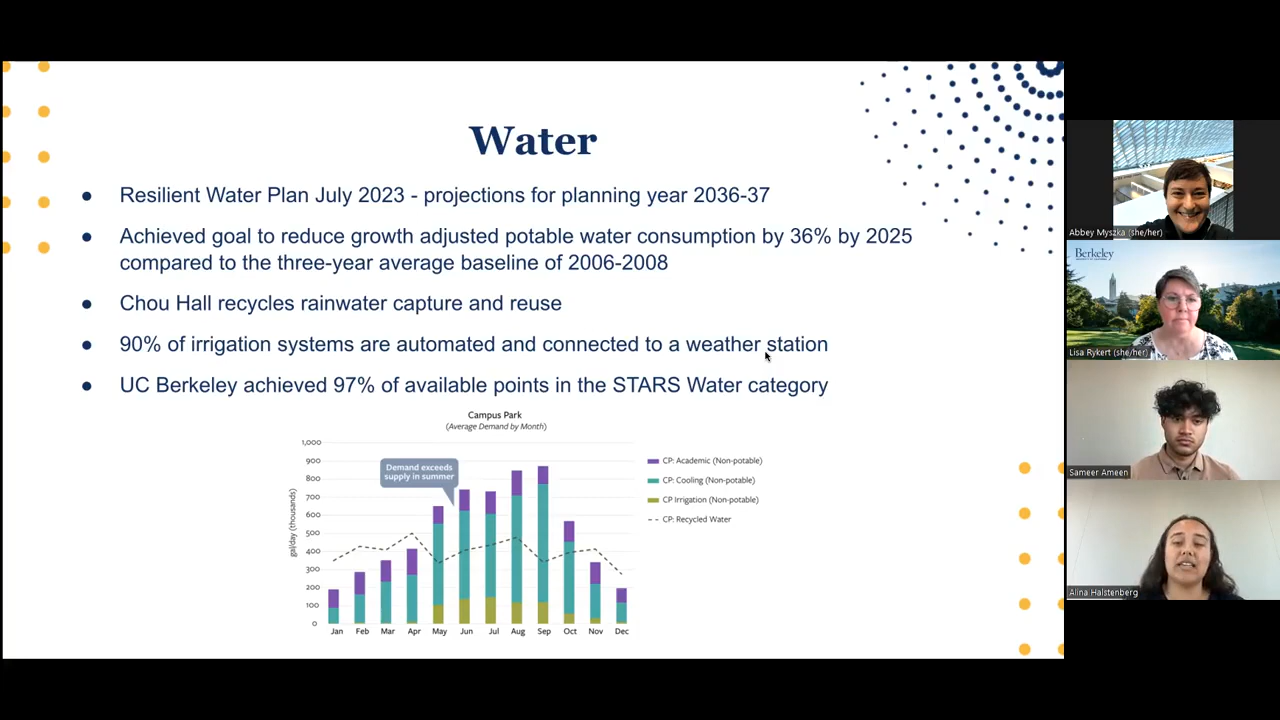 Water
● Resilient Water Plan July 2023 - projections for planning year 2036-37
● Achieved goal to reduce growth adjusted potable water consumption by 36% by 2025
compared to the three-year average baseline of 2006-2008
● Chou Hall recycles rainwater capture and reuse
● 90% of irrigation systems are automated and connected to a weather station
● UC Berkeley achieved 97% of available points in the STARS Water category
Campus Park
(Average Demand by Month)
gal/day (thousands)
1,000
900
800
700
600
500
400
300
200
100
0
Demand exceeds
supply in summer
Jan Feb Mar Apr May Jun Jul Aug Sep Oct Nov Dec
CP: Academic (Non-potable)
CP: Cooling (Non-potable)
CP Irrigation (Non-potable)
CP: Recycled Water
Abbey Myszka (she/her)
Berkeley
Lisa Rykert (she/her)
Sameer Ameen
Alina Halstenberg